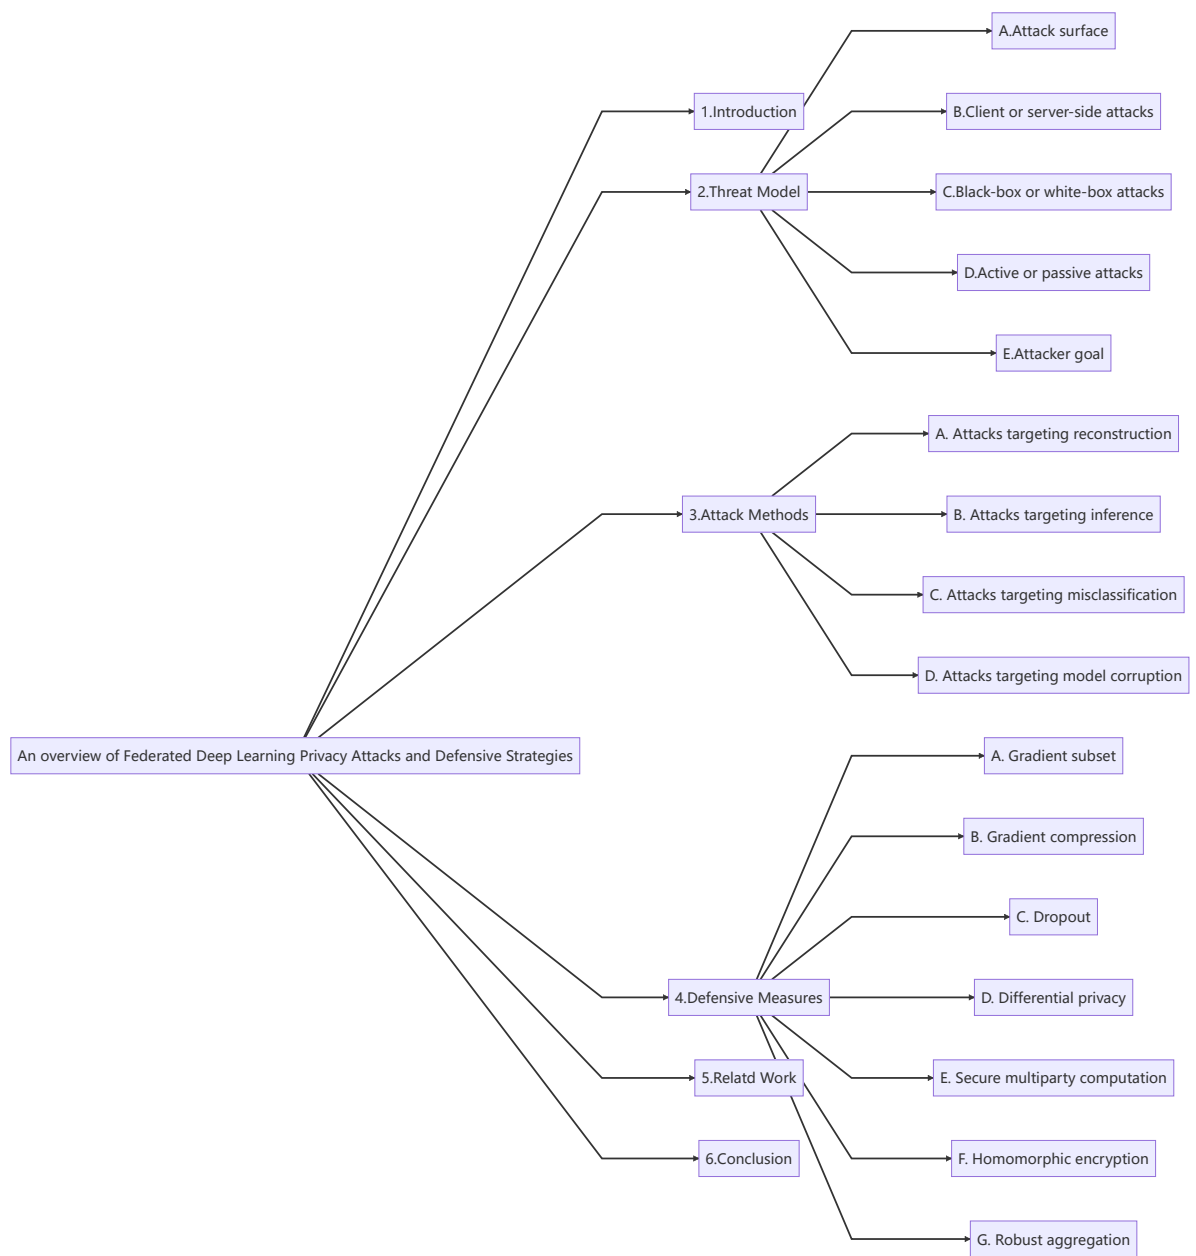 An overview of Federated Deep Learning Privacy Attacks and Defensive Strategies
1.Introduction
2.Threat Model
A.Attack surface
B.Client or server-side attacks
C.Black-box or white-box attacks
D.Active or passive attacks
E.Attacker goal
3.Attack Methods
A. Attacks targeting reconstruction
B. Attacks targeting inference
C. Attacks targeting misclassification
D. Attacks targeting model corruption
4.Defensive Measures
A. Gradient subset
B. Gradient compression
C. Dropout
D. Differential privacy
E. Secure multiparty computation
F. Homomorphic encryption
G. Robust aggregation
5.Relatd Work
6.Conclusion